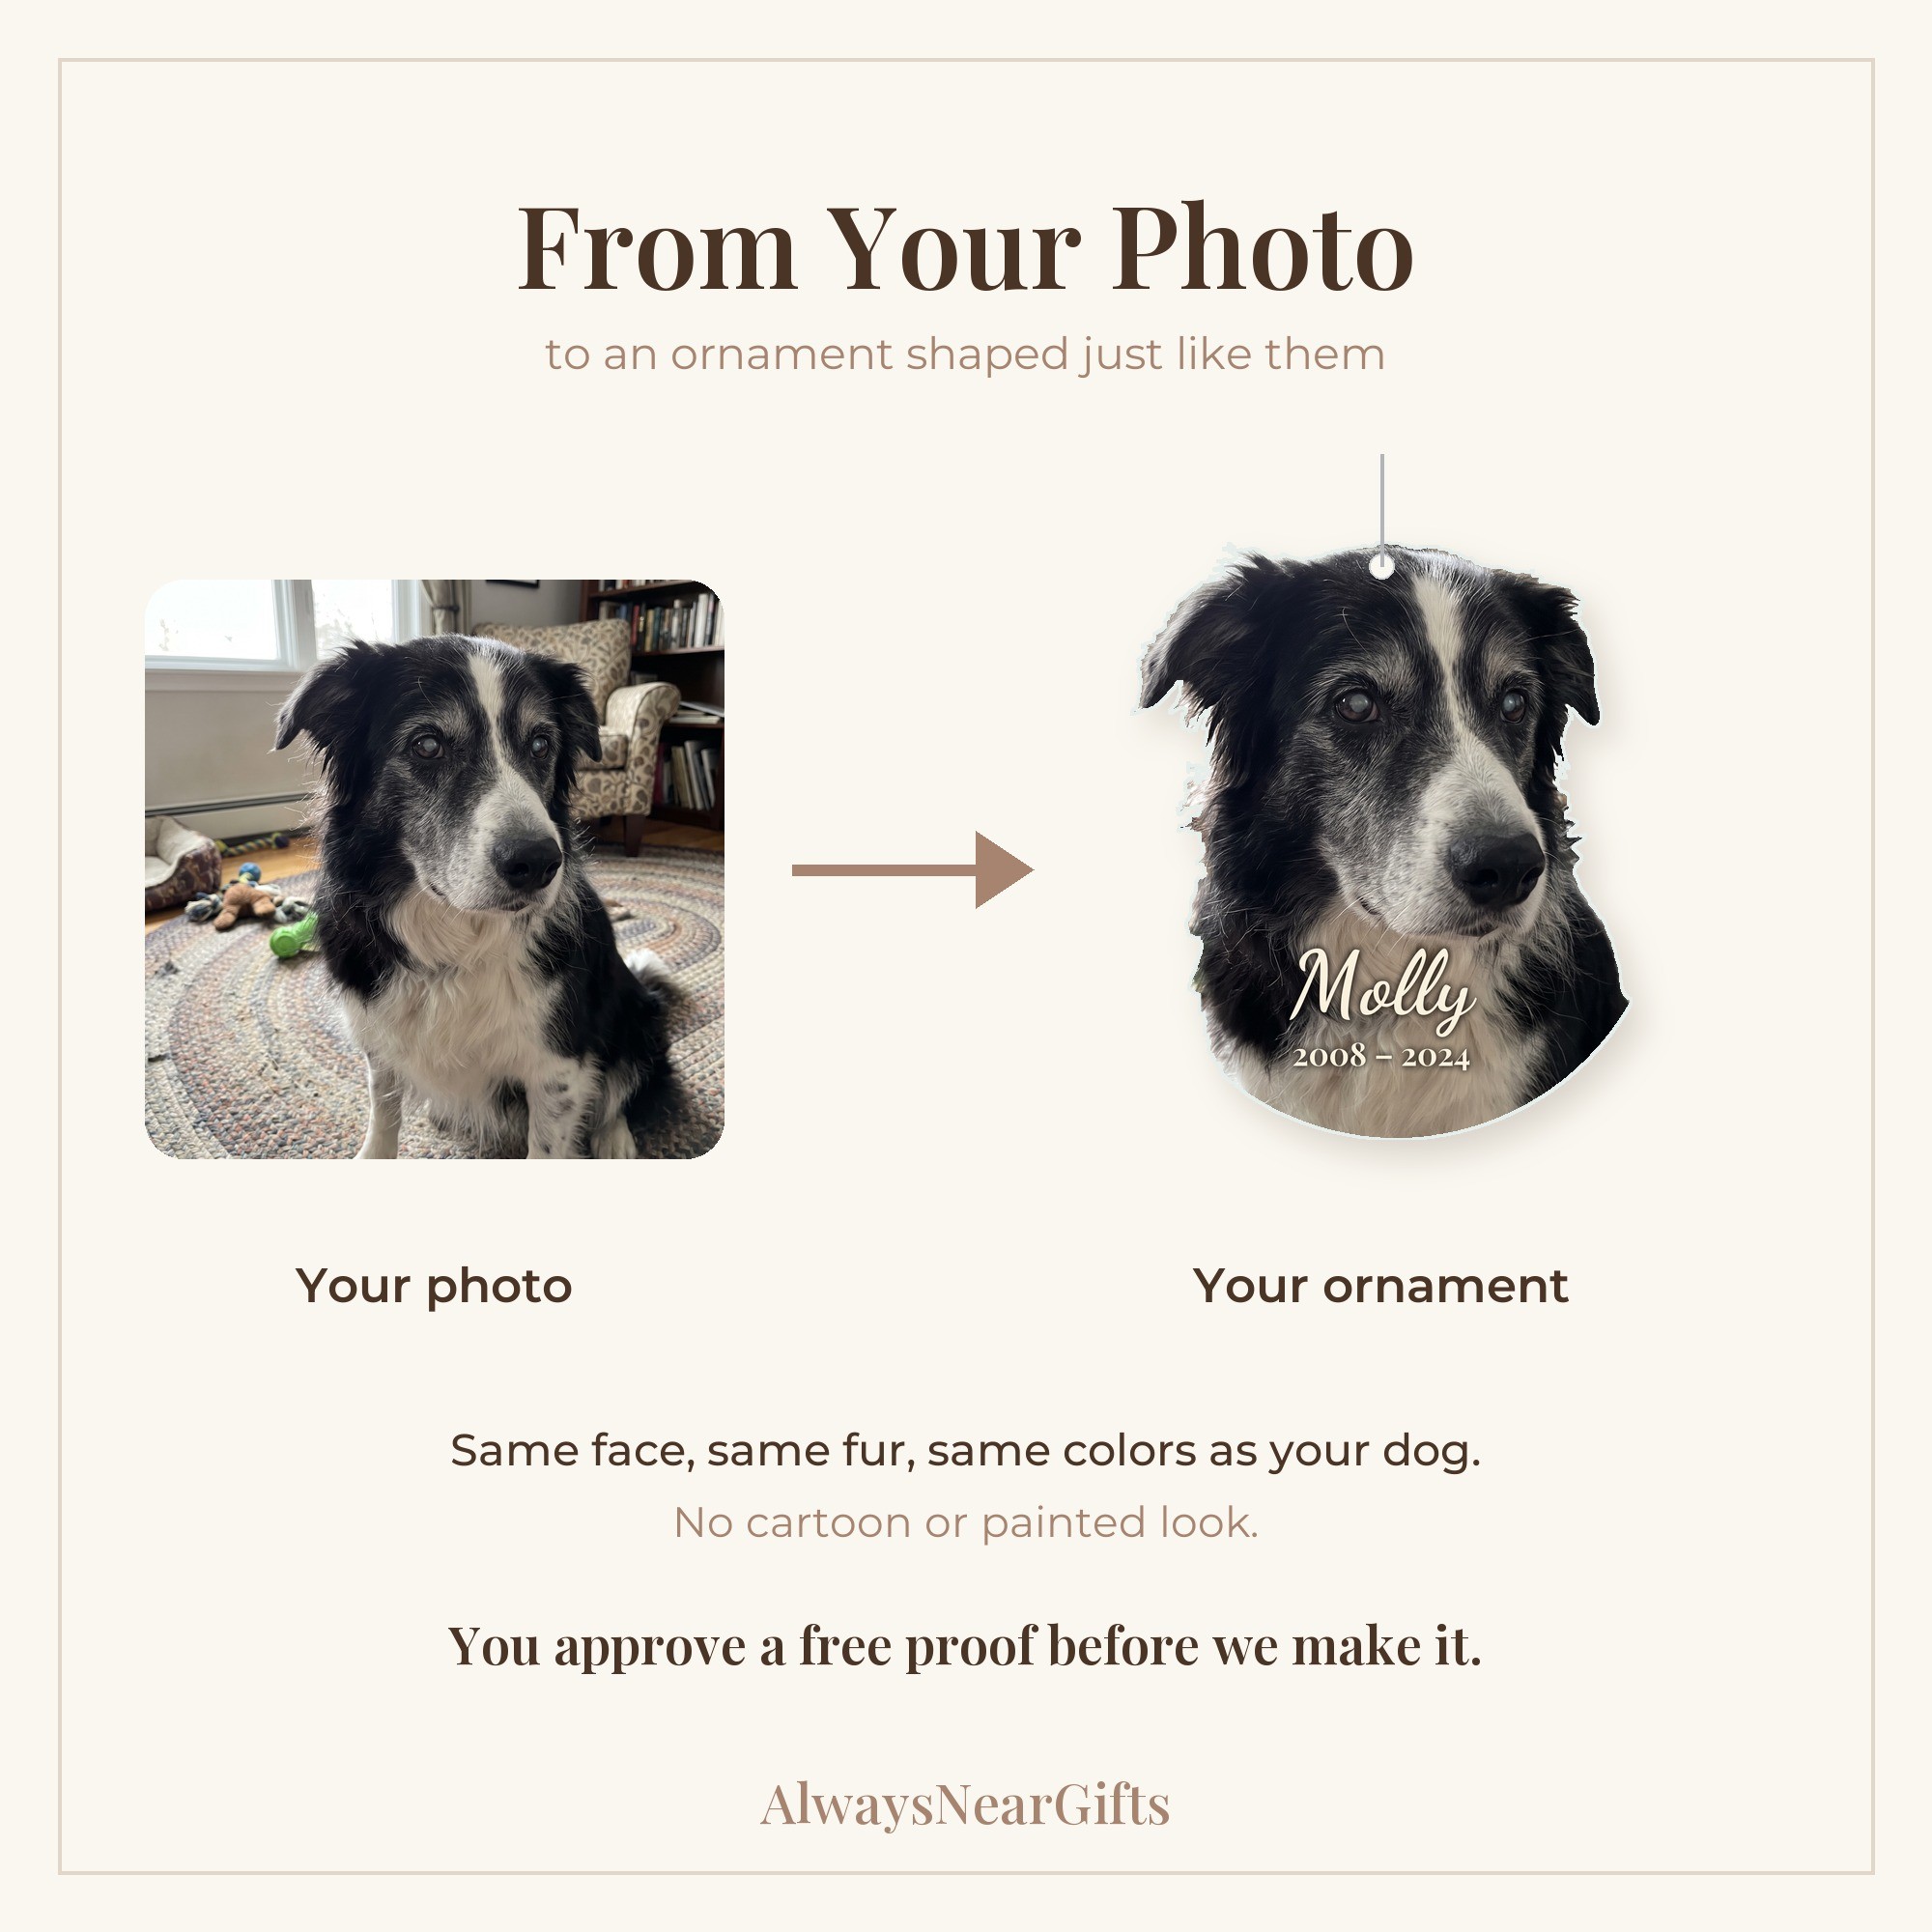 From Your Photo
to an ornament shaped just like them
Molly
2008 – 2024
Your photo
Your ornament
Same face, same fur, same colors as your dog.
No cartoon or painted look.
You approve a free proof before we make it.
AlwaysNearGifts